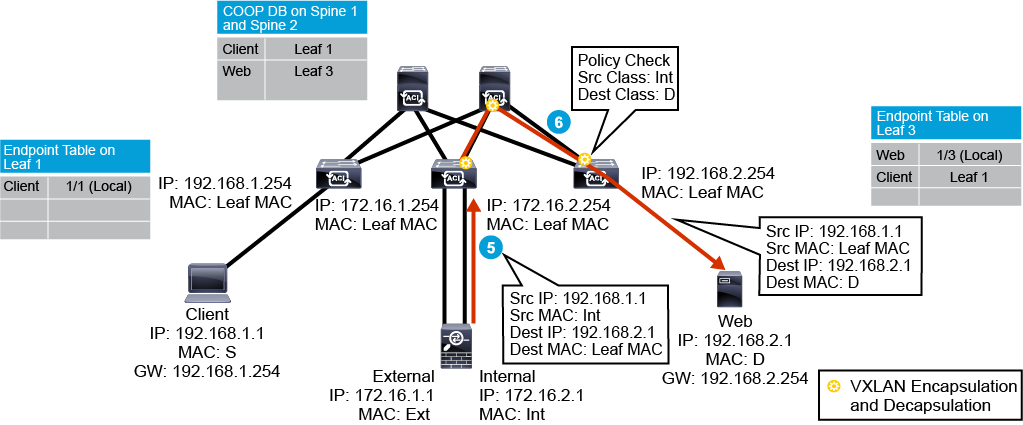 COOP DB on Spine 1
and Spine 2
Client Leaf 1
Web Leaf 3
ACI
ACI
Policy Check
Src Class: Int
Dest Class: D
6
Endpoint Table on
Leaf 1
Client 1/1 (Local)
Endpoint Table on
Leaf 3
Web 1/3 (Local)
Client Leaf 1
ACI
ACI
ACI
IP: 192.168.1.254
MAC: Leaf MAC
IP: 172.16.1.254
MAC: Leaf MAC
IP: 172.16.2.254
MAC: Leaf MAC
IP: 192.168.2.254
MAC: Leaf MAC
5
Src IP: 192.168.1.1
Src MAC: Leaf MAC
Dest IP: 192.168.2.1
Dest MAC: D
Src IP: 192.168.1.1
Src MAC: Int
Dest IP: 192.168.2.1
Dest MAC: Leaf MAC
Client
IP: 192.168.1.1
MAC: S
GW: 192.168.1.254
External
IP: 172.16.1.1
MAC: Ext
Internal
IP: 172.16.2.1
MAC: Int
Web
IP: 192.168.2.1
MAC: D
GW: 192.168.2.254
VXLAN Encapsulation
and Decapsulation